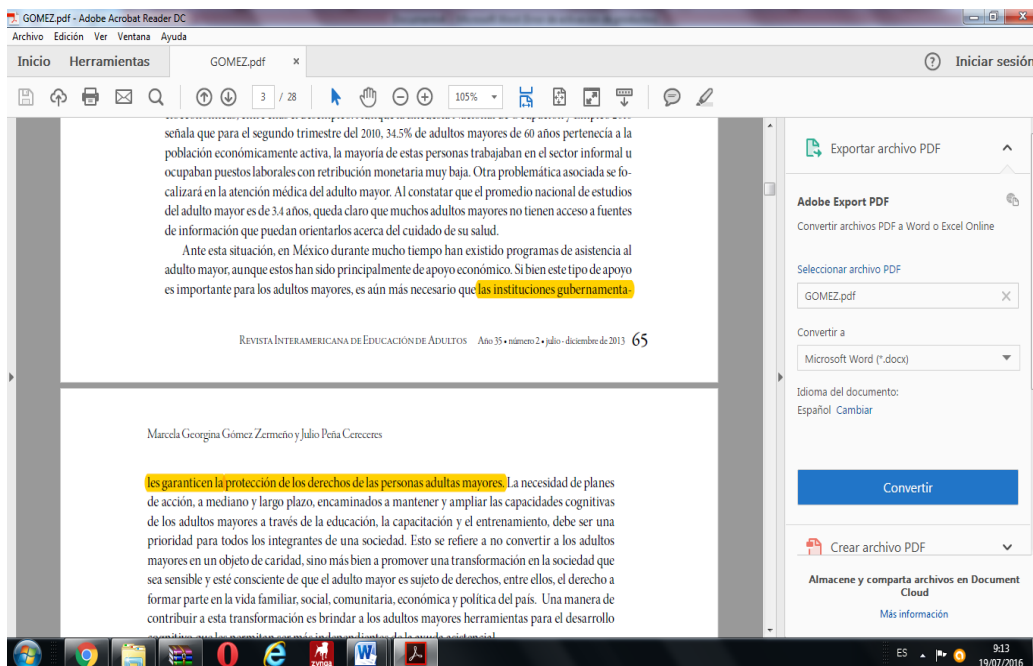 GOMEZ.pdf - Adobe Acrobat Reader DC
Archivo Edición Ver Ventana Ayuda
Inicio Herramientas GOMEZ.pdf × Iniciar sesión
3 / 28 105%
señala que para el segundo trimestre del 2010, 34.5% de adultos mayores de 60 años pertenecía a la
población económicamente activa, la mayoría de estas personas trabajaban en el sector informal u
ocupaban puestos laborales con retribución monetaria muy baja. Otra problemática asociada se fo-
calizará en la atención médica del adulto mayor. Al constatar que el promedio nacional de estudios
del adulto mayor es de 3.4 años, queda claro que muchos adultos mayores no tienen acceso a fuentes
de información que puedan orientarlos acerca del cuidado de su salud.
Ante esta situación, en México durante mucho tiempo han existido programas de asistencia al
adulto mayor, aunque estos han sido principalmente de apoyo económico. Si bien este tipo de apoyo
es importante para los adultos mayores, es aún más necesario que las instituciones gubernamenta-
Revista Interamericana de Educación de Adultos Año 35 • número 2 • julio - diciembre de 2013 65
Marcela Georgina Gómez Zermeño y Julio Peña Cereceres
les garanticen la protección de los derechos de las personas adultas mayores. La necesidad de planes
de acción, a mediano y largo plazo, encaminados a mantener y ampliar las capacidades cognitivas
de los adultos mayores a través de la educación, la capacitación y el entrenamiento, debe ser una
prioridad para todos los integrantes de una sociedad. Esto se refiere a no convertir a los adultos
mayores en un objeto de caridad, sino más bien a promover una transformación en la sociedad que
sea sensible y esté consciente de que el adulto mayor es sujeto de derechos, entre ellos, el derecho a
formar parte en la vida familiar, social, comunitaria, económica y política del país. Una manera de
contribuir a esta transformación es brindar a los adultos mayores herramientas para el desarrollo
Exportar archivo PDF
Adobe Export PDF
Convertir archivos PDF a Word o Excel Online
Seleccionar archivo PDF
GOMEZ.pdf
Convertir a
Microsoft Word (*.docx)
Idioma del documento:
Español Cambiar
Convertir
Crear archivo PDF
Almacene y comparta archivos en Document
Cloud
Más información
zynga
ES
9:13
19/07/2016